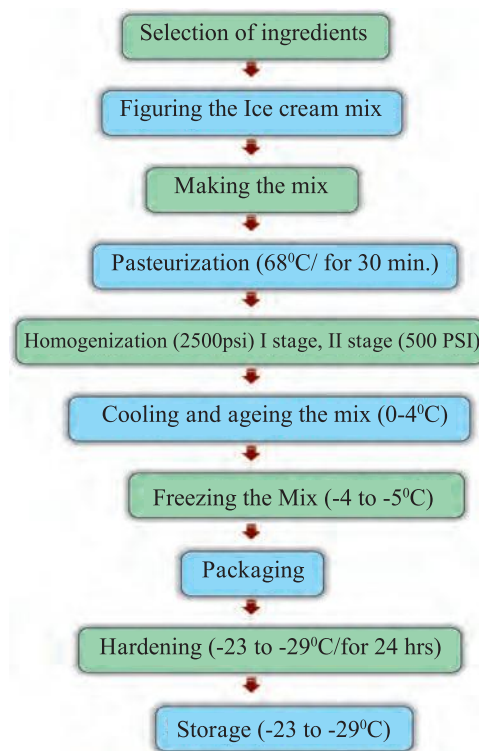 Selection of ingredients
Figuring the Ice cream mix
Making the mix
Pasteurization (68⁰C/ for 30 min.)
Homogenization (2500psi) I stage, II stage (500 PSI)
Cooling and ageing the mix (0-4⁰C)
Freezing the Mix (-4 to -5⁰C)
Packaging
Hardening (-23 to -29⁰C/for 24 hrs)
Storage (-23 to -29⁰C)